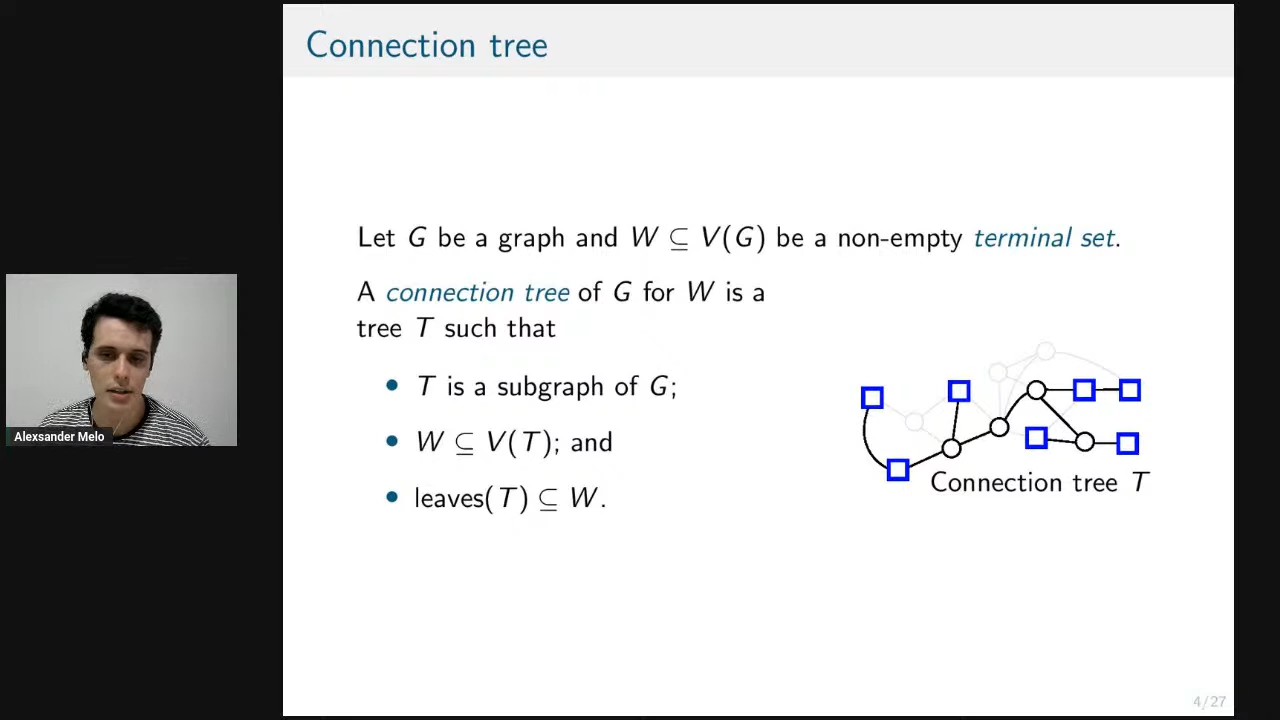 Connection tree
Let G be a graph and W ⊆ V(G) be a non-empty terminal set.
A connection tree of G for W is a
tree T such that
• T is a subgraph of G;
• W ⊆ V(T); and
• leaves(T) ⊆ W.
Connection tree T
Alexsander Melo
4/27